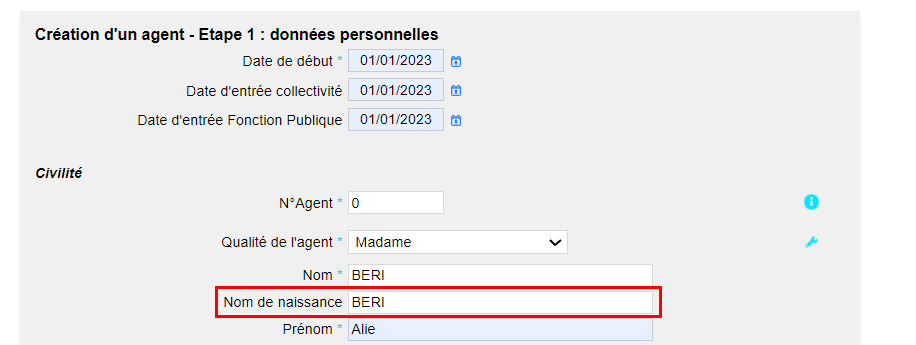 Création d'un agent - Etape 1 : données personnelles
Date de début * 01/01/2023
Date d'entrée collectivité 01/01/2023
Date d'entrée Fonction Publique 01/01/2023
Civilité
N°Agent * 0
Qualité de l'agent * Madame
Nom * BERI
Nom de naissance BERI
Prénom * Alie